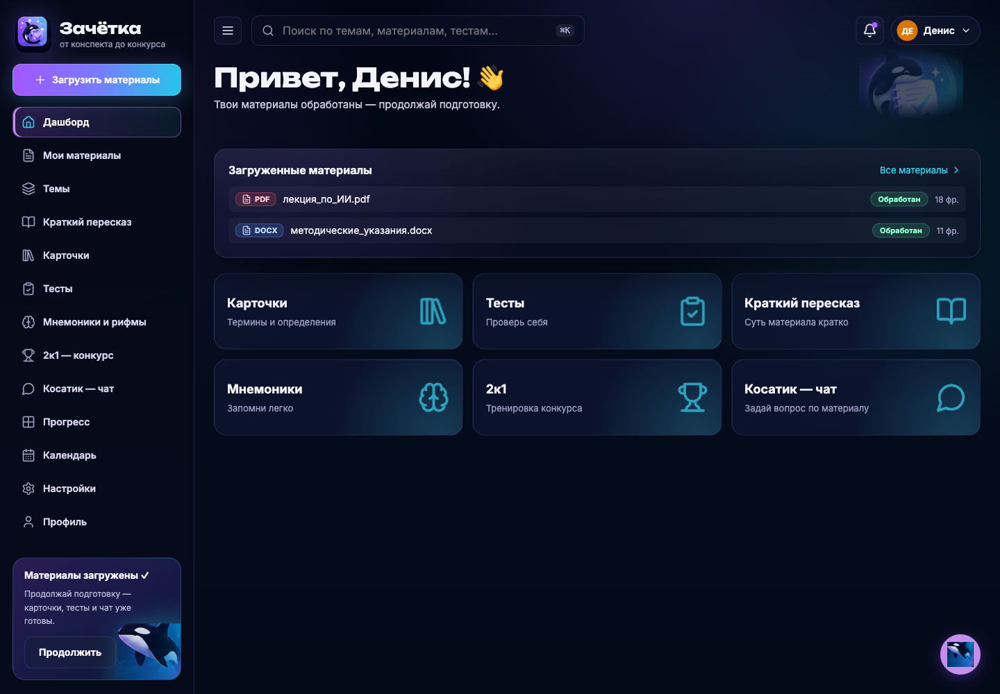 Зачётка
от конспекта до конкурса
Загрузить материалы
Дашборд
Мои материалы
Темы
Краткий пересказ
Карточки
Тесты
Мнемоники и рифмы
2к1 — конкурс
Косатик — чат
Прогресс
Календарь
Настройки
Профиль
Материалы загружены ✓
Продолжай подготовку —
карточки, тесты и чат уже
готовы.
Продолжить
Поиск по темам, материалам, тестам...
⌘K
ДЕ
Денис
Привет, Денис! 👋
Твои материалы обработаны — продолжай подготовку.
Загруженные материалы
Все материалы
PDF лекция_по_ИИ.pdf Обработан 18 фр.
DOCX методические_указания.docx Обработан 11 фр.
Карточки
Термины и определения
Тесты
Проверь себя
Краткий пересказ
Суть материала кратко
Мнемоники
Запомни легко
2к1
Тренировка конкурса
Косатик — чат
Задай вопрос по материалу